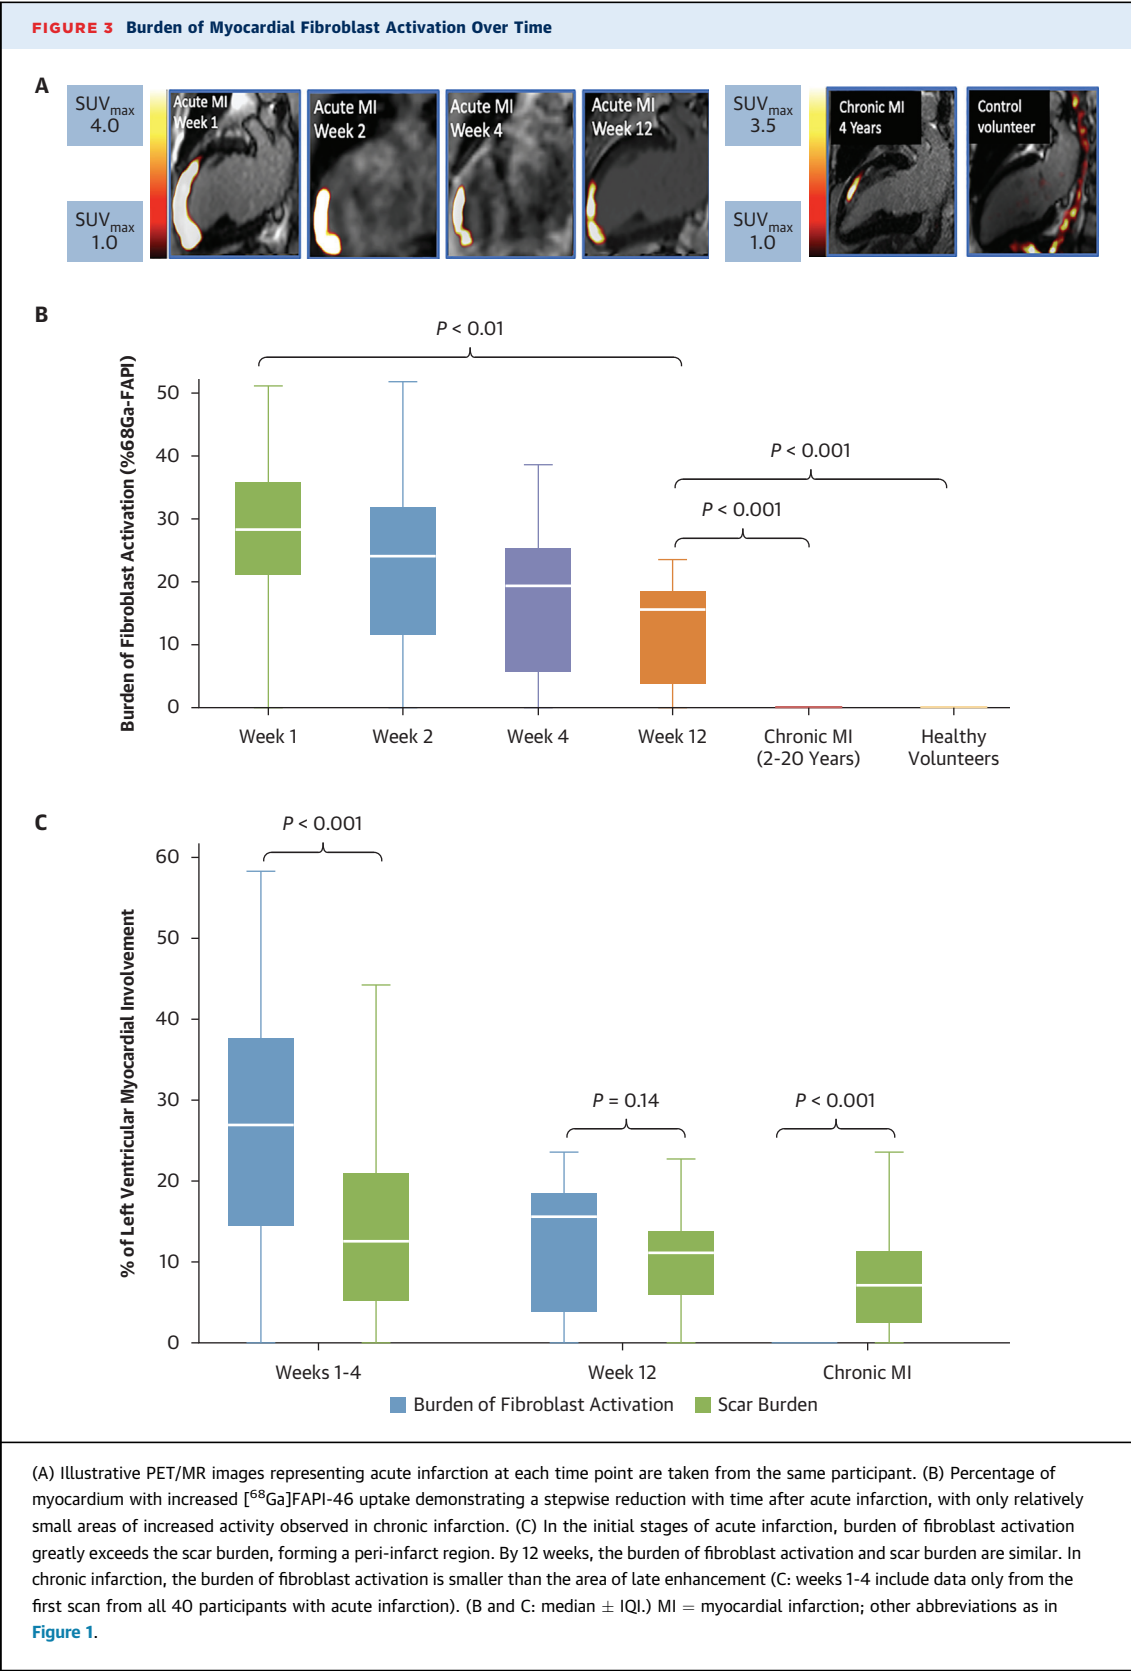 FIGURE 3 Burden of Myocardial Fibroblast Activation Over Time
A
SUVmax
4.0
SUVmax
1.0
Acute MI
Week 1
Acute MI
Week 2
Acute MI
Week 4
Acute MI
Week 12
SUVmax
3.5
SUVmax
1.0
Chronic MI
4 Years
Control
volunteer
B
Burden of Fibroblast Activation (%68Ga-FAPI)
50
40
30
20
10
0
P < 0.01
P < 0.001
P < 0.001
Week 1
Week 2
Week 4
Week 12
Chronic MI
(2-20 Years)
Healthy
Volunteers
C
% of Left Ventricular Myocardial Involvement
60
50
40
30
20
10
0
P < 0.001
P = 0.14
P < 0.001
Weeks 1-4
Week 12
Chronic MI
Burden of Fibroblast Activation
Scar Burden
(A) Illustrative PET/MR images representing acute infarction at each time point are taken from the same participant. (B) Percentage of
myocardium with increased [⁶⁸Ga]FAPI-46 uptake demonstrating a stepwise reduction with time after acute infarction, with only relatively
small areas of increased activity observed in chronic infarction. (C) In the initial stages of acute infarction, burden of fibroblast activation
greatly exceeds the scar burden, forming a peri-infarct region. By 12 weeks, the burden of fibroblast activation and scar burden are similar. In
chronic infarction, the burden of fibroblast activation is smaller than the area of late enhancement (C: weeks 1-4 include data only from the
first scan from all 40 participants with acute infarction). (B and C: median ± IQI.) MI = myocardial infarction; other abbreviations as in
Figure 1.